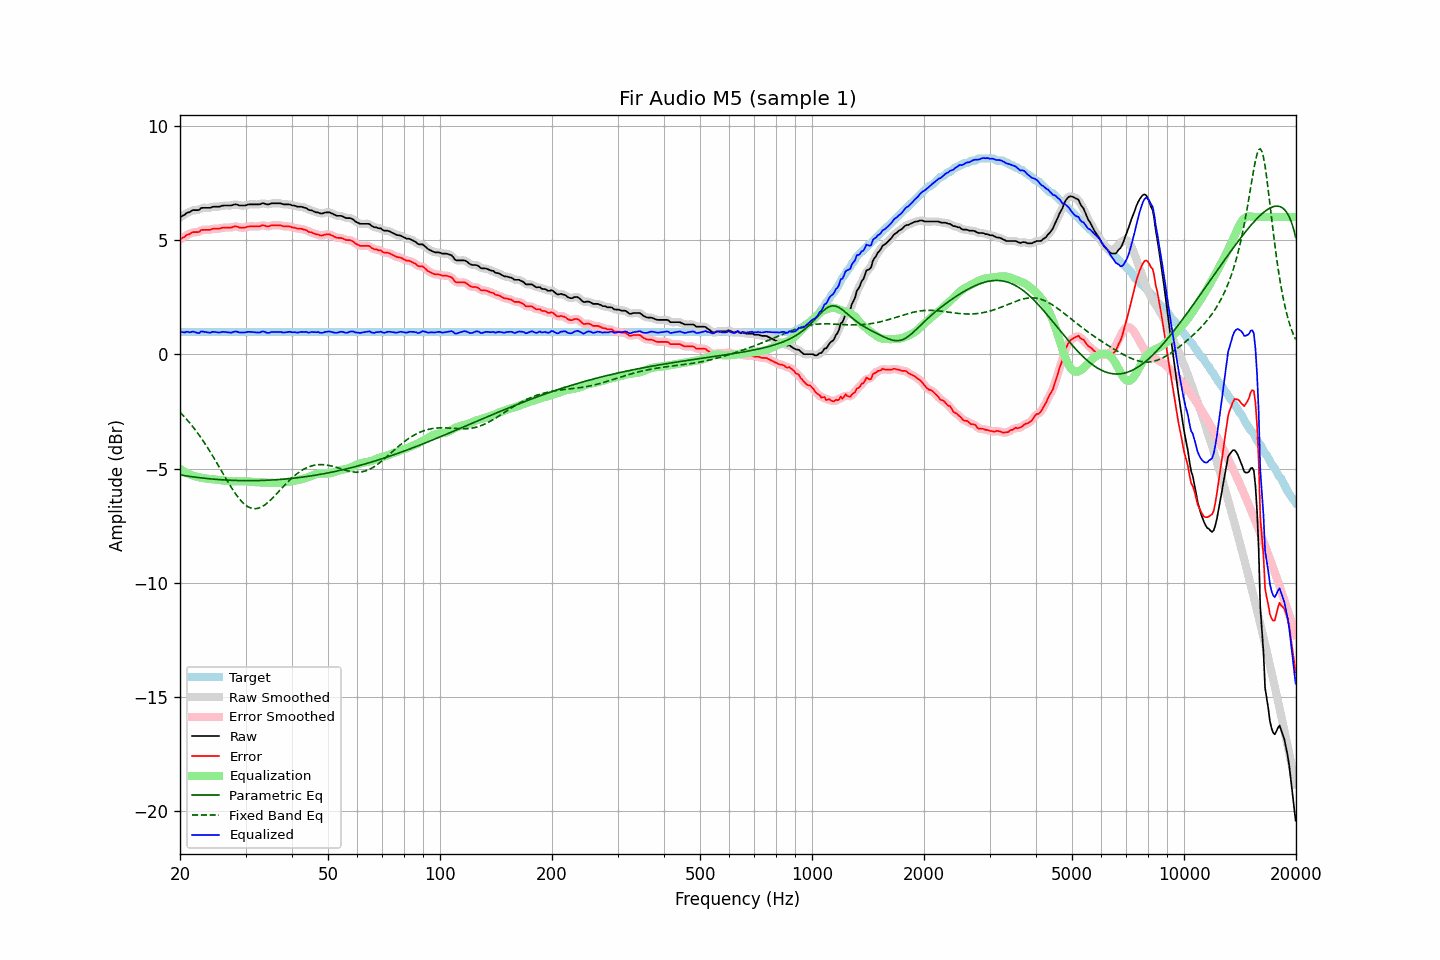 Fir Audio M5 (sample 1)
10
5
0
−5
−10
−15
−20
Amplitude (dBr)
Target
Raw Smoothed
Error Smoothed
Raw
Error
Equalization
Parametric Eq
Fixed Band Eq
Equalized
20 50 100 200 500 1000 2000 5000 10000 20000
Frequency (Hz)